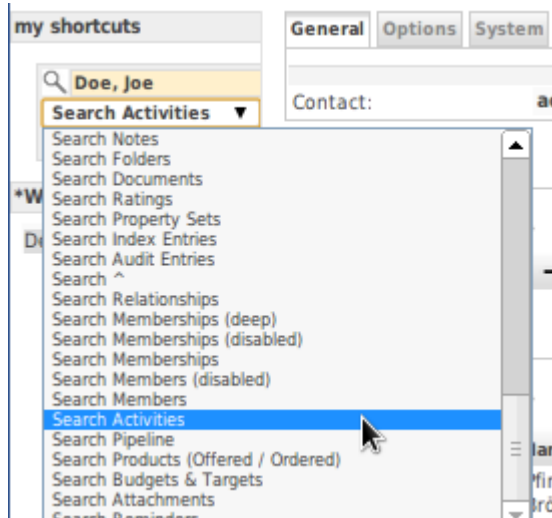 my shortcuts
General Options System
Doe, Joe
Search Activities
Contact:
Search Notes
Search Folders
Search Documents
Search Ratings
Search Property Sets
Search Index Entries
Search Audit Entries
Search ^
Search Relationships
Search Memberships (deep)
Search Memberships (disabled)
Search Memberships
Search Members (disabled)
Search Members
Search Activities
Search Pipeline
Search Products (Offered / Ordered)
Search Budgets & Targets
Search Attachments
Search Reminders